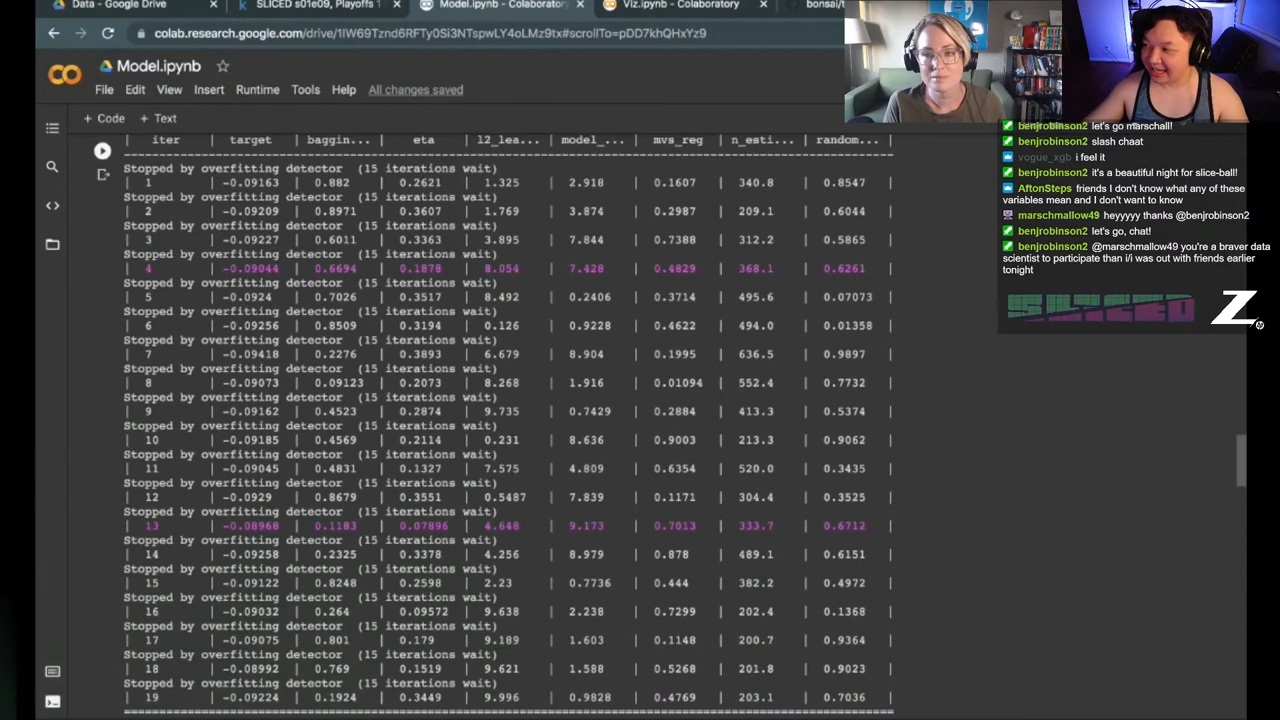 Data - Google Drive
SLICED s01e09, Playoffs 1
Model.ipynb - Colaboratory
Viz.ipynb - Colaboratory
bonsai/t
colab.research.google.com/drive/1IW69Tznd6RFTy0Si3NTspwLY4oLMz9tx#scrollTo=pDD7khQHxYz9
Model.ipynb
File Edit View Insert Runtime Tools Help All changes saved
+ Code + Text
| iter | target | baggin... | eta | l2_lea... | model_... | mvs_reg | n_esti... | random... |
Stopped by overfitting detector (15 iterations wait)
| 1 | -0.09163 | 0.882 | 0.2621 | 1.325 | 2.918 | 0.1607 | 340.8 | 0.8547 |
Stopped by overfitting detector (15 iterations wait)
| 2 | -0.09209 | 0.8971 | 0.3607 | 1.769 | 3.874 | 0.2987 | 209.1 | 0.6044 |
Stopped by overfitting detector (15 iterations wait)
| 3 | -0.09227 | 0.6011 | 0.3363 | 3.895 | 7.844 | 0.7388 | 312.2 | 0.5865 |
Stopped by overfitting detector (15 iterations wait)
| 4 | -0.09044 | 0.6694 | 0.1878 | 8.054 | 7.428 | 0.4829 | 368.1 | 0.6261 |
Stopped by overfitting detector (15 iterations wait)
| 5 | -0.0924 | 0.7026 | 0.3517 | 8.492 | 0.2406 | 0.3714 | 495.6 | 0.07073 |
Stopped by overfitting detector (15 iterations wait)
| 6 | -0.09256 | 0.8509 | 0.3194 | 0.126 | 0.9228 | 0.4622 | 494.0 | 0.01358 |
Stopped by overfitting detector (15 iterations wait)
| 7 | -0.09418 | 0.2276 | 0.3893 | 6.679 | 8.904 | 0.1995 | 636.5 | 0.9897 |
Stopped by overfitting detector (15 iterations wait)
| 8 | -0.09073 | 0.09123 | 0.2073 | 8.268 | 1.916 | 0.01094 | 552.4 | 0.7732 |
Stopped by overfitting detector (15 iterations wait)
| 9 | -0.09162 | 0.4523 | 0.2874 | 9.735 | 0.7429 | 0.2884 | 413.3 | 0.5374 |
Stopped by overfitting detector (15 iterations wait)
| 10 | -0.09185 | 0.4569 | 0.2114 | 0.231 | 8.636 | 0.9003 | 213.3 | 0.9062 |
Stopped by overfitting detector (15 iterations wait)
| 11 | -0.09045 | 0.4831 | 0.1327 | 7.575 | 4.809 | 0.6354 | 520.0 | 0.3435 |
Stopped by overfitting detector (15 iterations wait)
| 12 | -0.0929 | 0.8679 | 0.3551 | 0.5487 | 7.839 | 0.1171 | 304.4 | 0.3525 |
Stopped by overfitting detector (15 iterations wait)
| 13 | -0.08968 | 0.1183 | 0.07896 | 4.648 | 9.173 | 0.7013 | 333.7 | 0.6712 |
Stopped by overfitting detector (15 iterations wait)
| 14 | -0.09258 | 0.2325 | 0.3378 | 4.256 | 8.979 | 0.878 | 489.1 | 0.6151 |
Stopped by overfitting detector (15 iterations wait)
| 15 | -0.09122 | 0.8248 | 0.2598 | 2.23 | 0.7736 | 0.444 | 382.2 | 0.4972 |
Stopped by overfitting detector (15 iterations wait)
| 16 | -0.09032 | 0.264 | 0.09572 | 9.638 | 2.238 | 0.7299 | 202.4 | 0.1368 |
Stopped by overfitting detector (15 iterations wait)
| 17 | -0.09075 | 0.801 | 0.179 | 9.189 | 1.603 | 0.1148 | 200.7 | 0.9364 |
Stopped by overfitting detector (15 iterations wait)
| 18 | -0.08992 | 0.769 | 0.1519 | 9.621 | 1.588 | 0.5268 | 201.8 | 0.9023 |
Stopped by overfitting detector (15 iterations wait)
| 19 | -0.09224 | 0.1924 | 0.3449 | 9.996 | 0.9828 | 0.4769 | 203.1 | 0.7036 |
benjrobinson2 let's go marschall!
benjrobinson2 slash chaat
vogue_xgb i feel it
benjrobinson2 it's a beautiful night for slice-ball!
AftonSteps friends I don't know what any of these
variables mean and I don't want to
know
marschmallow49 heyyyyy thanks @benjrobinson2
benjrobinson2 let's go, chat!
benjrobinson2 @marschmallow49 you're a braver data
scientist to participate than i/i was out with friends earlier
tonight
SLICED
Z
hp